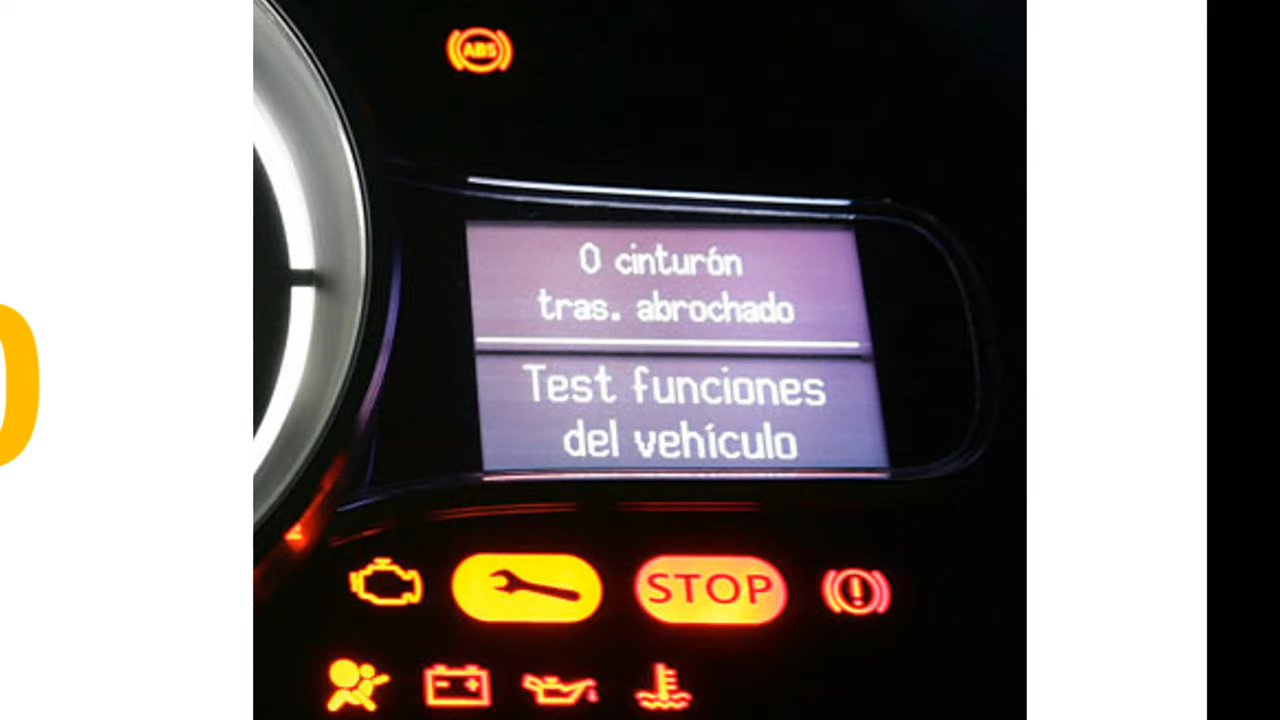 ABS
0 cinturón
tras. abrochado
Test funciones
del vehículo
STOP